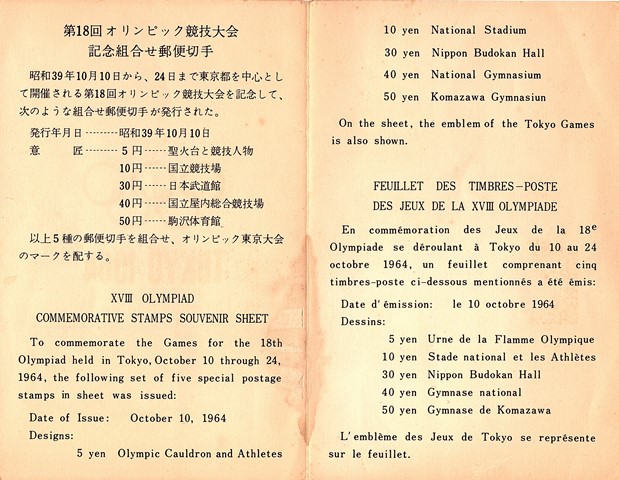 第18回オリンピック競技大会
記念組合せ郵便切手
昭和39年10月10日から、24日まで東京都を中心とし
て開催される第18回オリンピック競技大会を記念して、
次のような組合せ郵便切手が発行された。
発行年月日---------昭和39年10月10日
意　　　匠--------- 5円------聖火台と競技人物
10円------国立競技場
30円------日本武道館
40円------国立屋内総合競技場
50円------駒沢体育館
以上5種の郵便切手を組合せ、オリンピック東京大会
のマークを配する。
XVIII OLYMPIAD
COMMEMORATIVE STAMPS SOUVENIR SHEET
To commemorate the Games for the 18th
Olympiad held in Tokyo, October 10 through 24,
1964, the following set of five special postage
stamps in sheet was issued:
Date of Issue: October 10, 1964
Designs:
5 yen Olympic Cauldron and Athletes
10 yen National Stadium
30 yen Nippon Budokan Hall
40 yen National Gymnasium
50 yen Komazawa Gymnasiun
On the sheet, the emblem of the Tokyo Games
is also shown.
FEUILLET DES TIMBRES-POSTE
DES JEUX DE LA XVIII OLYMPIADE
En commémoration des Jeux de la 18e
Olympiade se déroulant à Tokyo du 10 au 24
octobre 1964, un feuillet comprenant cinq
timbres-poste ci-dessous mentionnés a été émis:
Date d'émission: le 10 octobre 1964
Dessins:
5 yen Urne de la Flamme Olympique
10 yen Stade national et les Athlètes
30 yen Nippon Budokan Hall
40 yen Gymnase national
50 yen Gymnase de Komazawa
L'emblème des Jeux de Tokyo se représente
sur le feuillet.